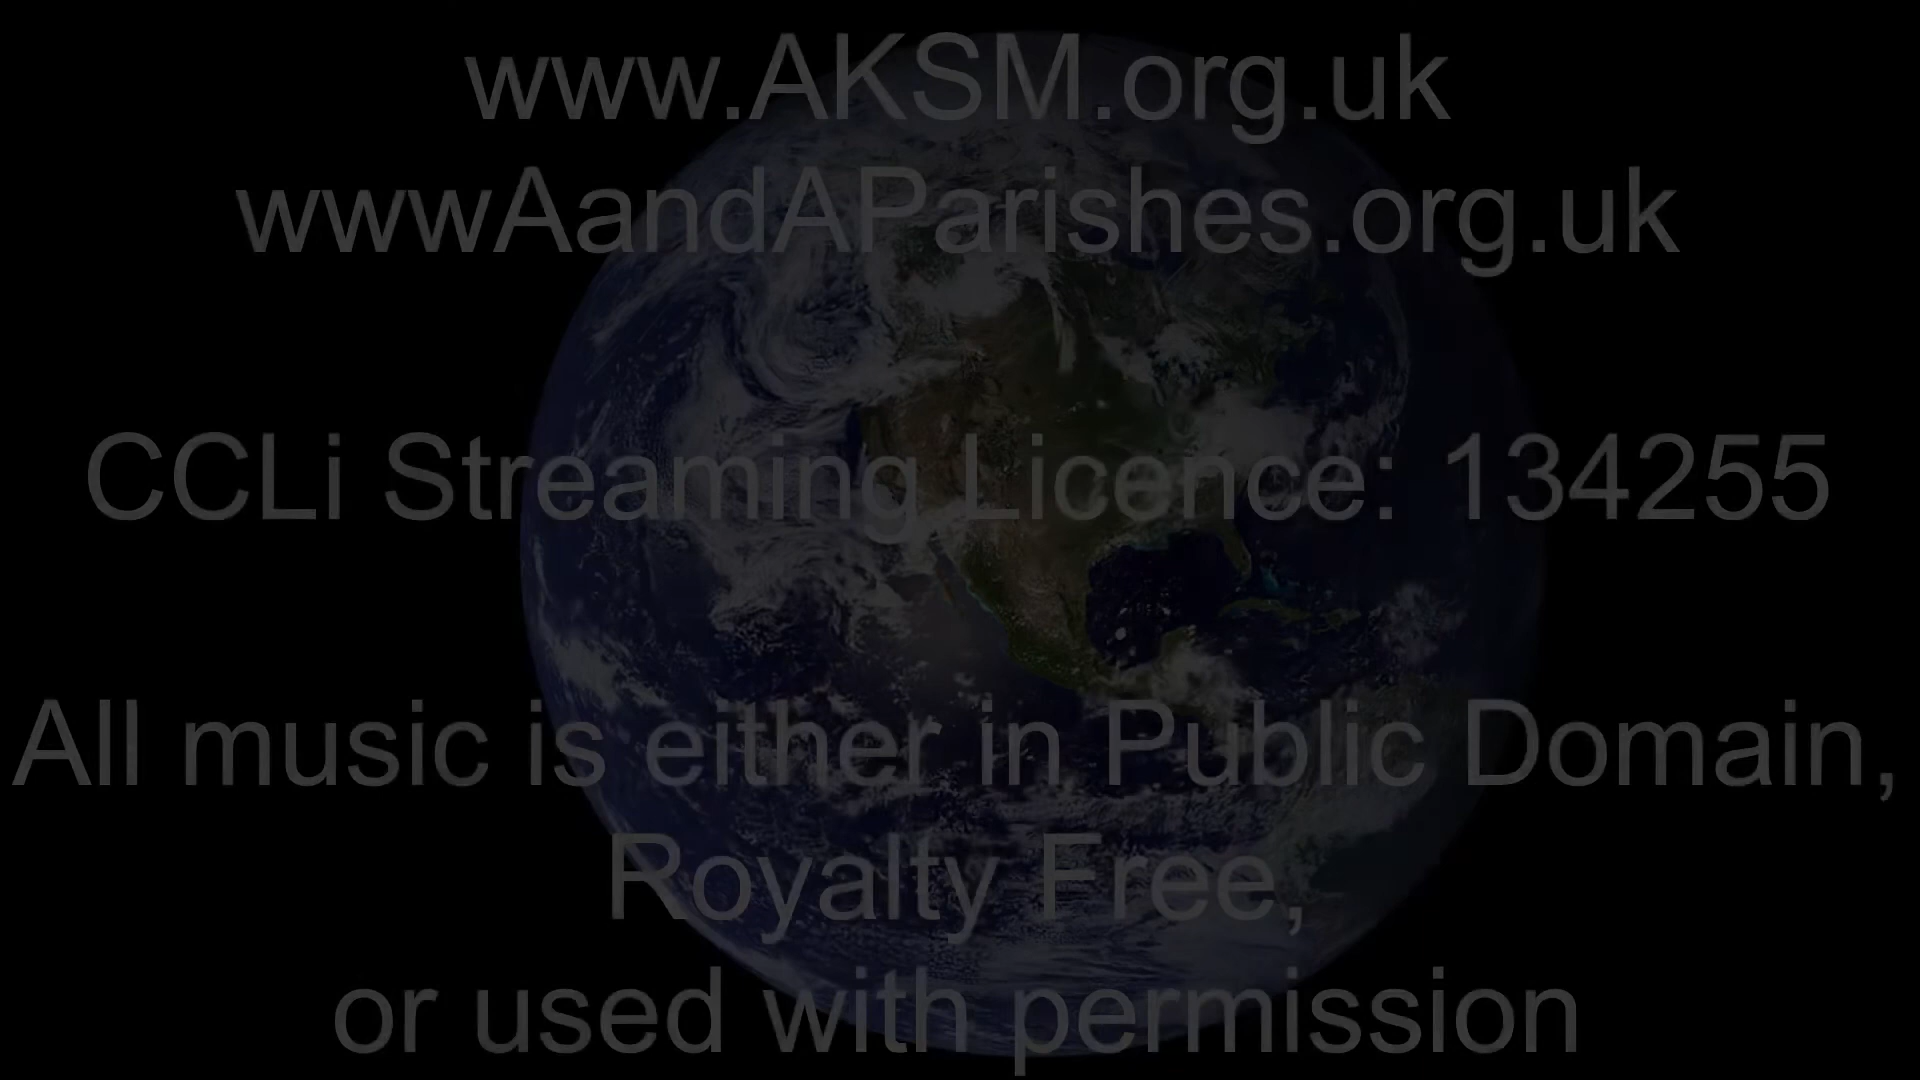 www.AKSM.org.uk
wwwAandAParishes.org.uk
CCLi Streaming Licence: 134255
All music is either in Public Domain,
Royalty Free,
or used with permission